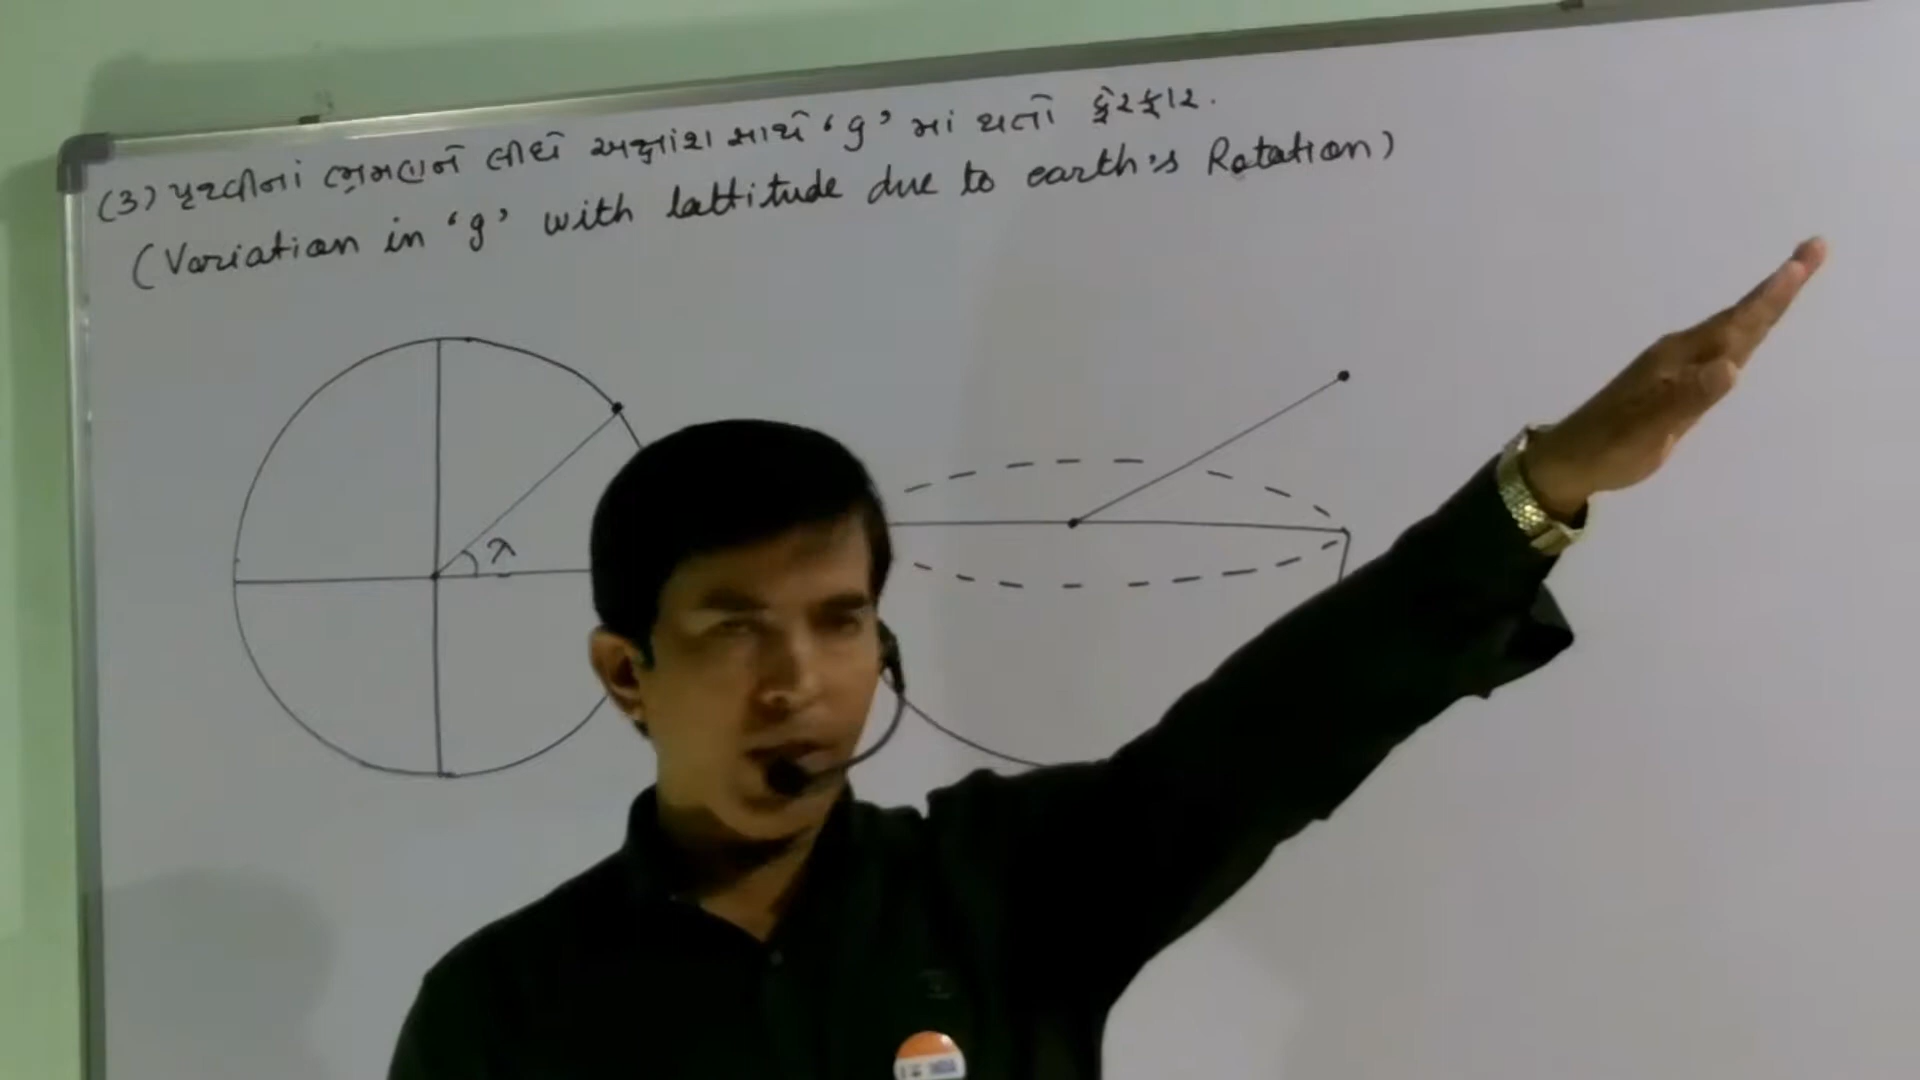 (3) પૃથ્વીનાં ભ્રમણને લીધે અક્ષાંશ સાથે ‘g’ માં થતો ફેરફાર.
(Variation in ‘g’ with lattitude due to earth's Rotation)
λ